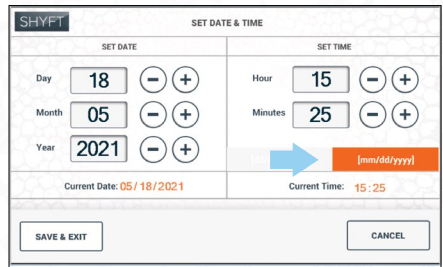 SHYFT
SET DATE & TIME
SET DATE
SET TIME
Day 18 - +
Hour 15 - +
Month 05 - +
Minutes 25 - +
Year 2021 - +
[mm/dd/yyyy]
Current Date: 05/18/2021
Current Time: 15:25
SAVE & EXIT
CANCEL